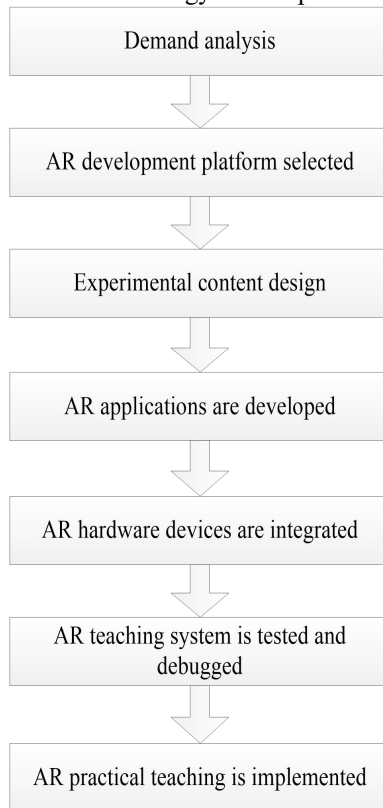 Demand analysis
AR development platform selected
Experimental content design
AR applications are developed
AR hardware devices are integrated
AR teaching system is tested and
debugged
AR practical teaching is implemented